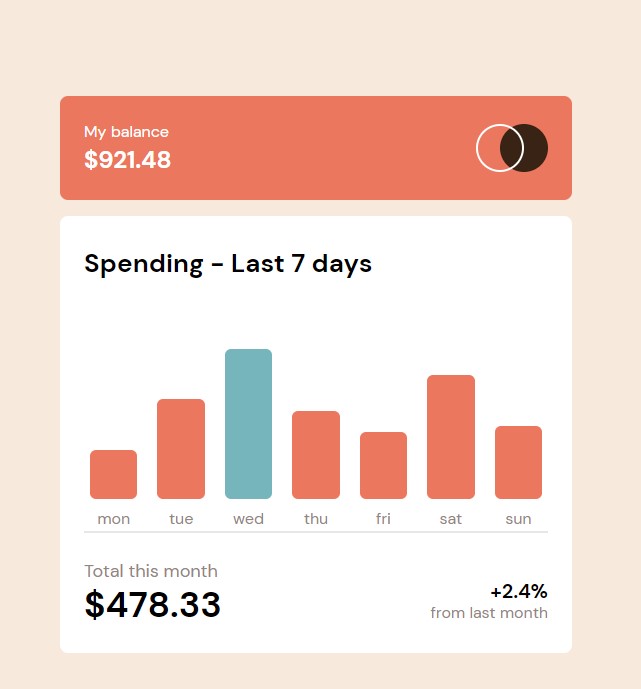 My balance
$921.48
Spending - Last 7 days
mon tue wed thu fri sat sun
Total this month
$478.33
+2.4%
from last month